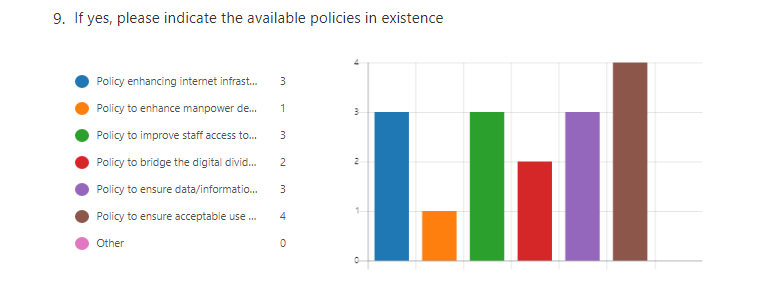 9. If yes, please indicate the available policies in existence
Policy enhancing internet infrast... 3
Policy to enhance manpower de... 1
Policy to improve staff access to... 3
Policy to bridge the digital divid... 2
Policy to ensure data/informatio... 3
Policy to ensure acceptable use ... 4
Other 0
4
3
2
1
0